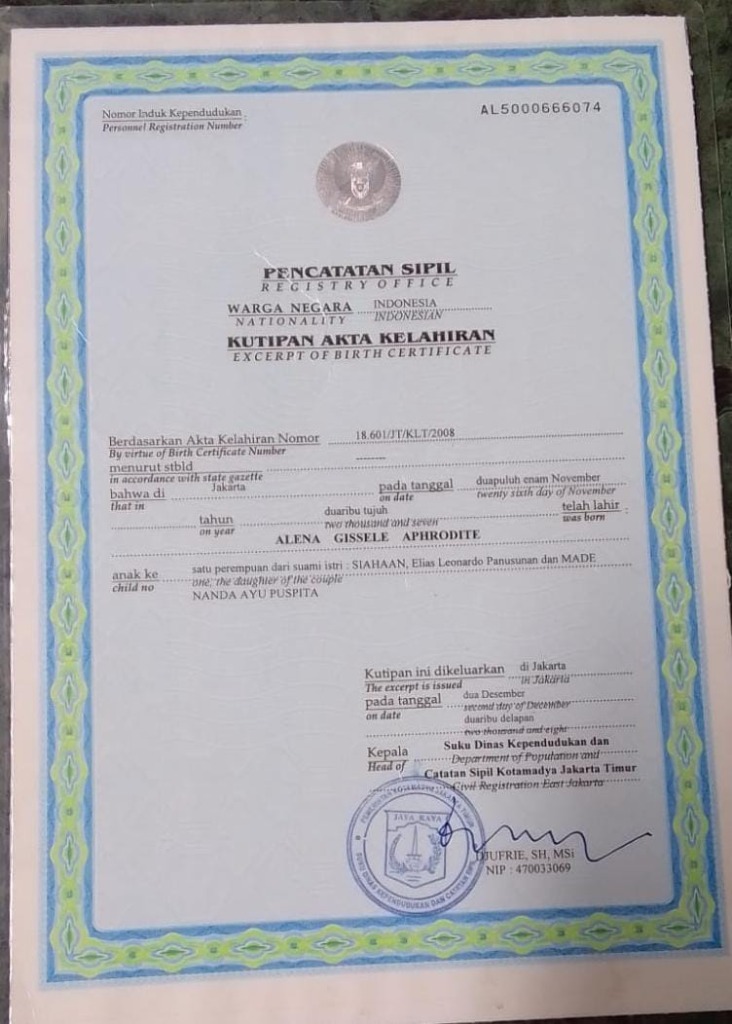 Nomor Induk Kependudukan :
Personnel Registration Number
AL5000666074
PENCATATAN SIPIL
REGISTRY OFFICE
WARGA NEGARA INDONESIA
NATIONALITY INDONESIAN
KUTIPAN AKTA KELAHIRAN
EXCERPT OF BIRTH CERTIFICATE
Berdasarkan Akta Kelahiran Nomor 18.601/JT/KLT/2008
By virtue of Birth Certificate Number
menurut stbld --------
in accordance with state gazette
bahwa di Jakarta pada tanggal duapuluh enam November
that in on date twenty sixth day of November
tahun duaribu tujuh telah lahir :
on year two thousand and seven was born
ALENA GISSELE APHRODITE
anak ke satu perempuan dari suami istri : SIAHAAN, Elias Leonardo Panusunan dan MADE
child no one, the daughter of the couple
NANDA AYU PUSPITA
Kutipan ini dikeluarkan di Jakarta
The excerpt is issued in Jakarta
pada tanggal dua Desember
on date second day of December
duaribu delapan
two thousand and eight
Kepala Suku Dinas Kependudukan dan
Head of Department of Population and
Catatan Sipil Kotamadya Jakarta Timur
Civil Registration East Jakarta
JAYA RAYA
SUKU DINAS KEPENDUDUKAN DAN CATATAN SIPIL
DJUFRIE, SH, MSi
NIP : 470033069